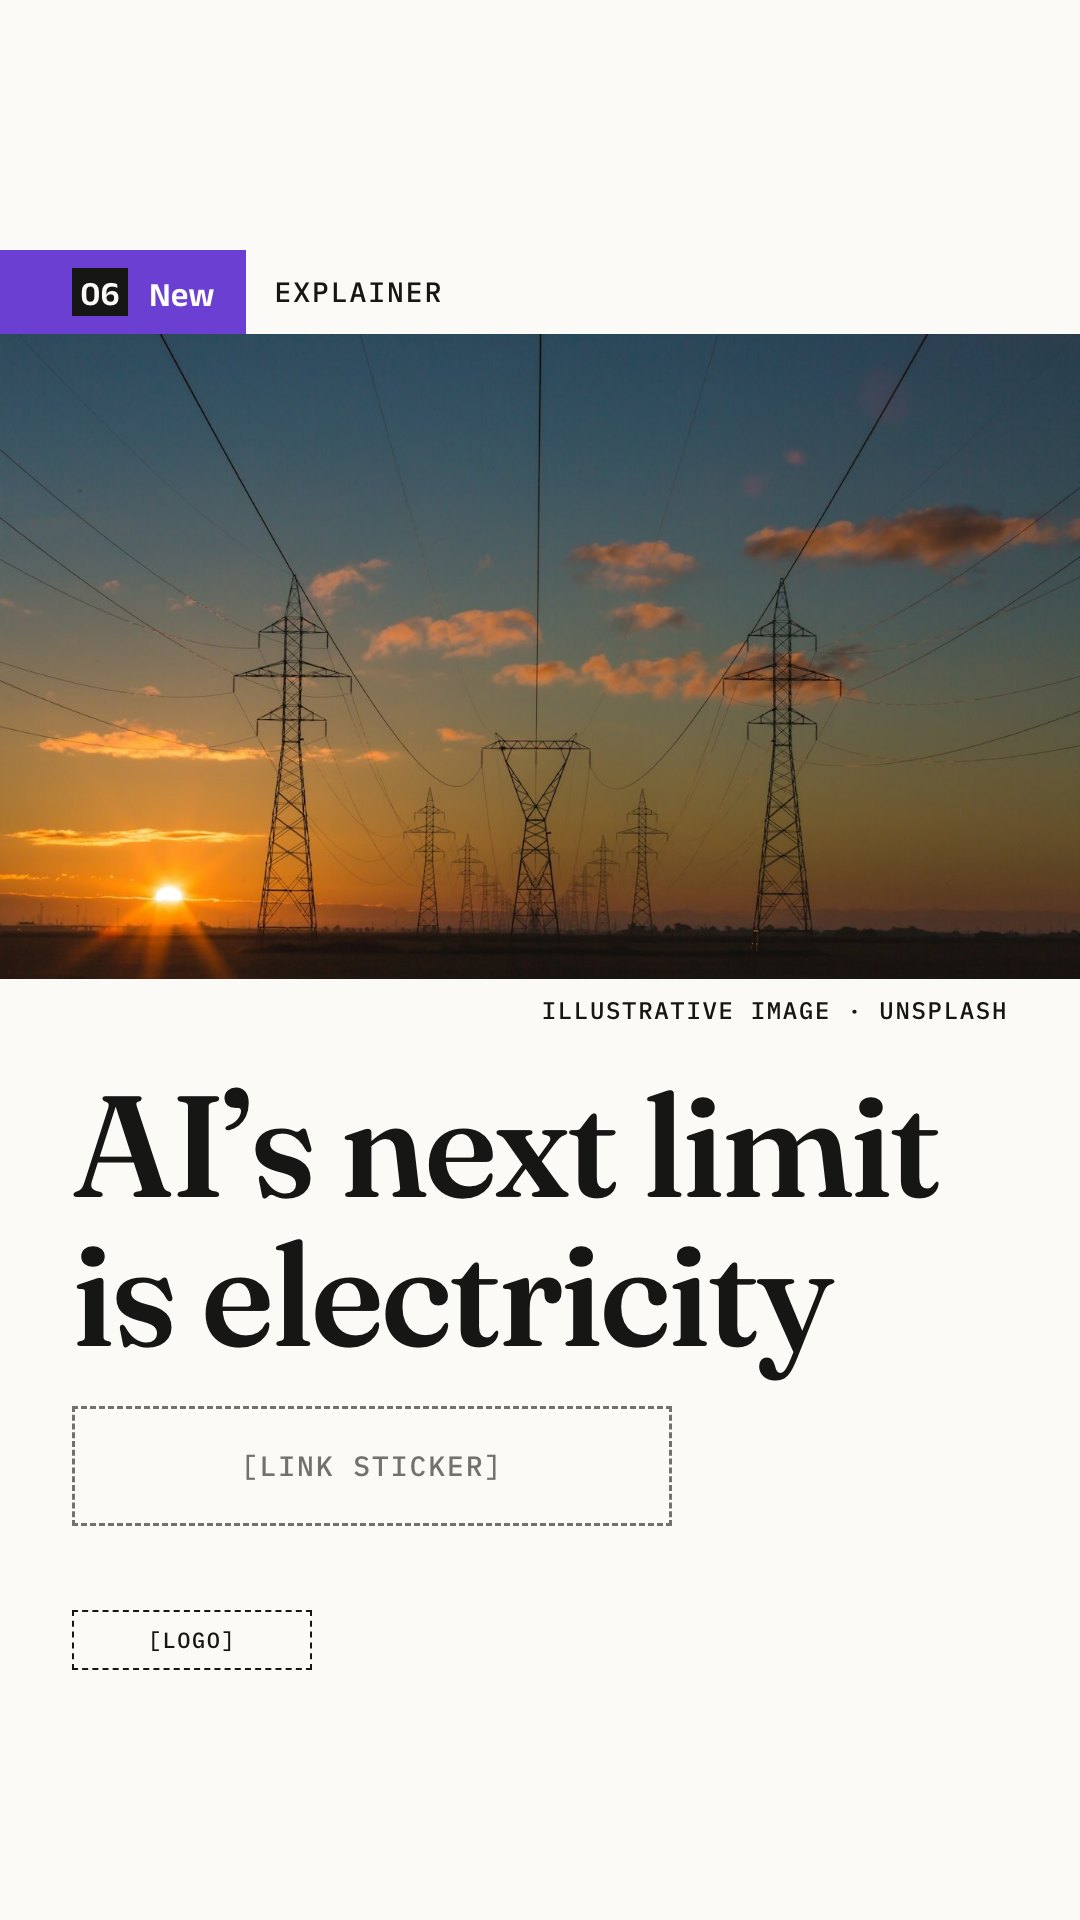 06 New EXPLAINER
ILLUSTRATIVE IMAGE · UNSPLASH
AI’s next limit
is electricity
[LINK STICKER]
[LOGO]